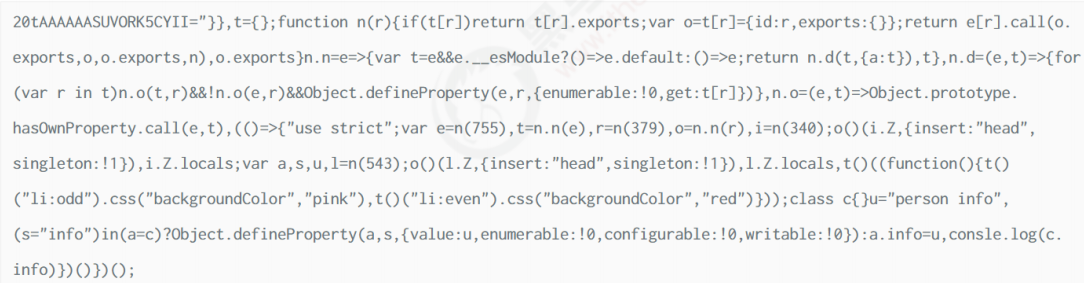 20tAAAAAASUVORK5CYII="}},t={};function n(r){if(t[r])return t[r].exports;var o=t[r]={id:r,exports:{}};return e[r].call(o.
exports,o,o.exports,n),o.exports}n.n=e=>{var t=e&&e.__esModule?()=>e.default:()=>e;return n.d(t,{a:t}),t},n.d=(e,t)=>{for
(var r in t)n.o(t,r)&&!n.o(e,r)&&Object.defineProperty(e,r,{enumerable:!0,get:t[r]})},n.o=(e,t)=>Object.prototype.
hasOwnProperty.call(e,t),(()=>{"use strict";var e=n(755),t=n.n(e),r=n(379),o=n.n(r),i=n(340);o()(i.Z,{insert:"head",
singleton:!1}),i.Z.locals;var a,s,u,l=n(543);o()(l.Z,{insert:"head",singleton:!1}),l.Z.locals,t()((function(){t()
("li:odd").css("backgroundColor","pink"),t()("li:even").css("backgroundColor","red")}));class c{}u="person info",
(s="info")in(a=c)?Object.defineProperty(a,s,{value:u,enumerable:!0,configurable:!0,writable:!0}):a.info=u,consle.log(c.
info)})()})();